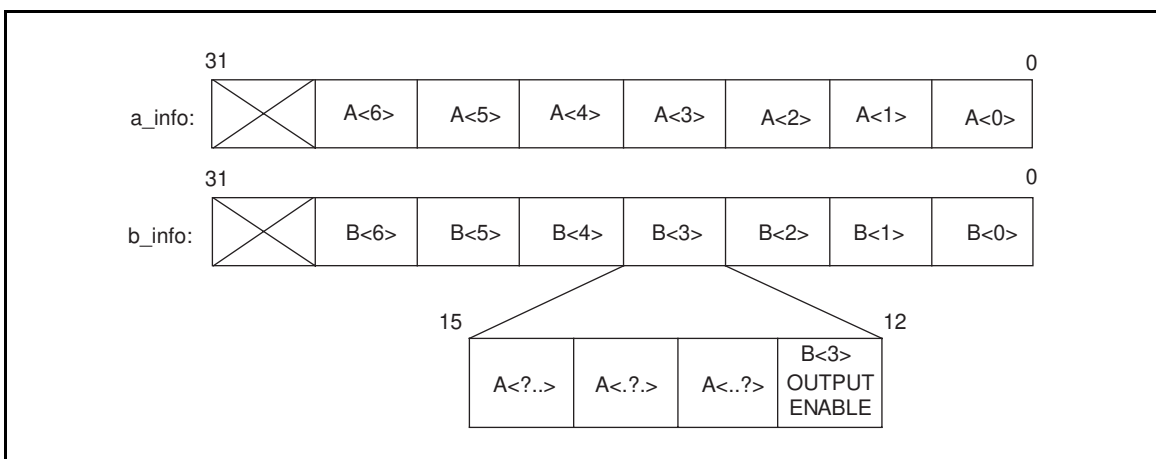 31 0
a_info: A<6> A<5> A<4> A<3> A<2> A<1> A<0>
31 0
b_info: B<6> B<5> B<4> B<3> B<2> B<1> B<0>
15 12
A<?..> A<.?.> A<..?> B<3>
OUTPUT
ENABLE